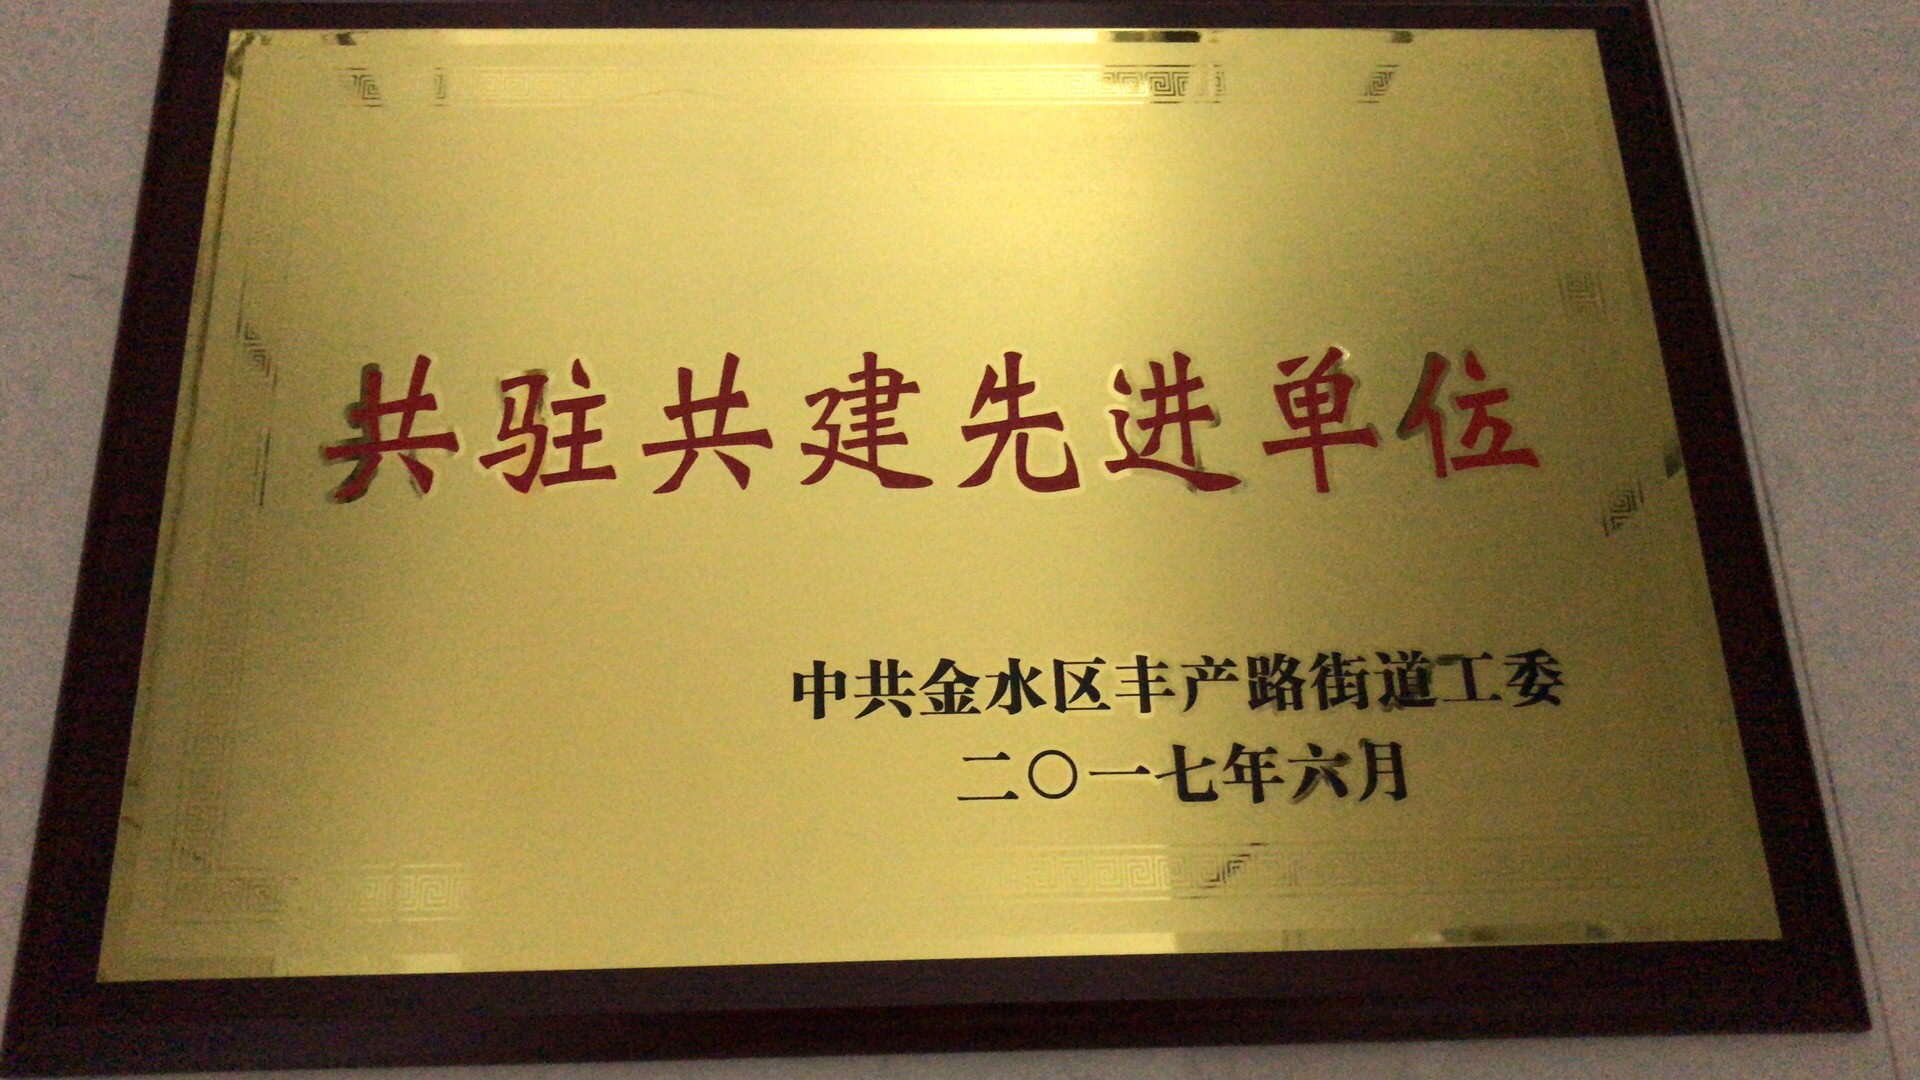 共驻共建先进单位
中共金水区丰产路街道工委
二〇一七年六月